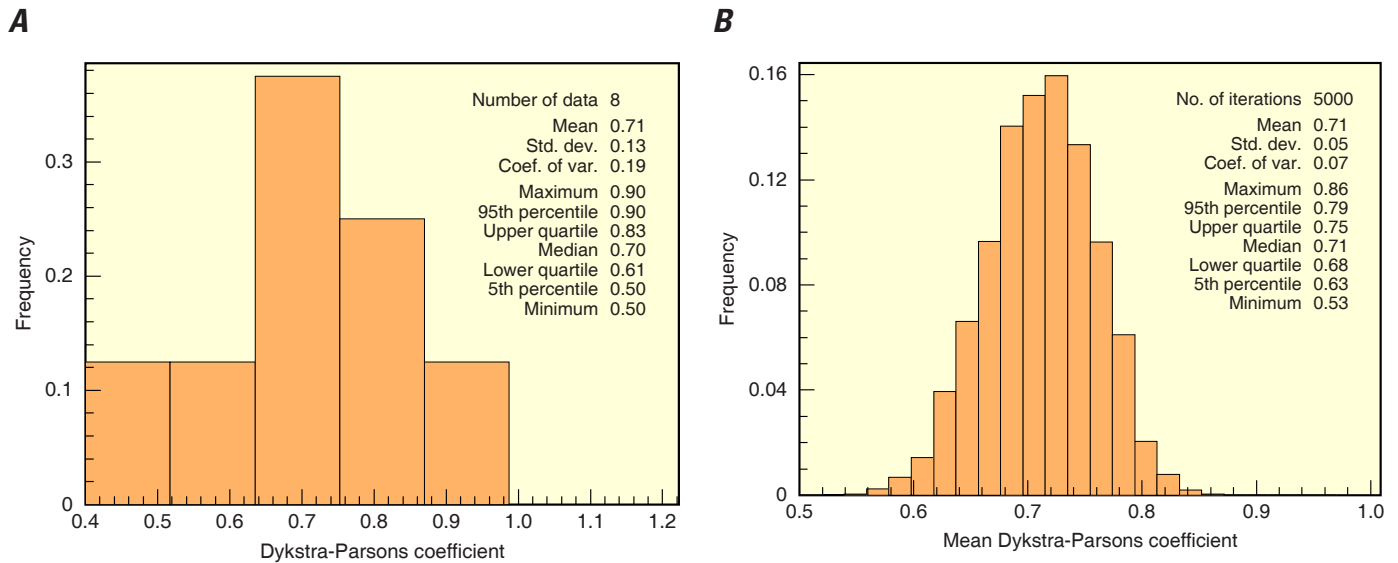 A
Frequency
0.3
0.2
0.1
0
Number of data 8
Mean 0.71
Std. dev. 0.13
Coef. of var. 0.19
Maximum 0.90
95th percentile 0.90
Upper quartile 0.83
Median 0.70
Lower quartile 0.61
5th percentile 0.50
Minimum 0.50
0.4 0.5 0.6 0.7 0.8 0.9 1.0 1.1 1.2
Dykstra-Parsons coefficient
B
Frequency
0.16
0.12
0.08
0.04
0
No. of iterations 5000
Mean 0.71
Std. dev. 0.05
Coef. of var. 0.07
Maximum 0.86
95th percentile 0.79
Upper quartile 0.75
Median 0.71
Lower quartile 0.68
5th percentile 0.63
Minimum 0.53
0.5 0.6 0.7 0.8 0.9 1.0
Mean Dykstra-Parsons coefficient